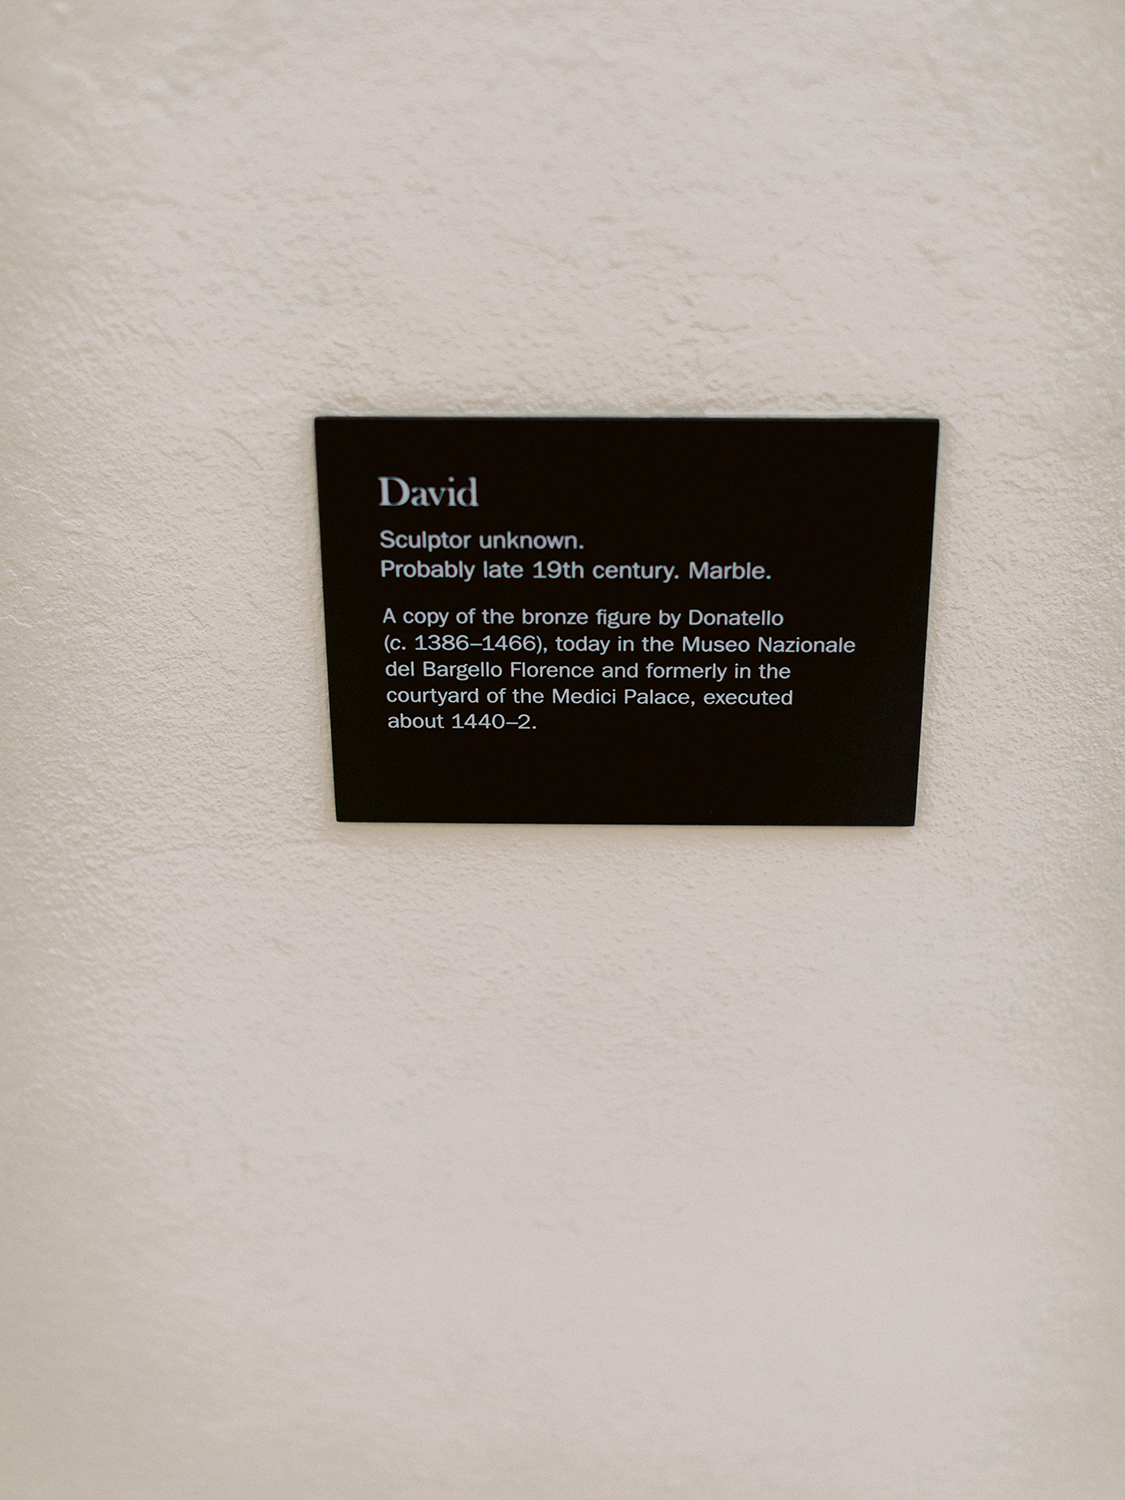 David
Sculptor unknown.
Probably late 19th century. Marble.
A copy of the bronze figure by Donatello
(c. 1386–1466), today in the Museo Nazionale
del Bargello Florence and formerly in the
courtyard of the Medici Palace, executed
about 1440–2.